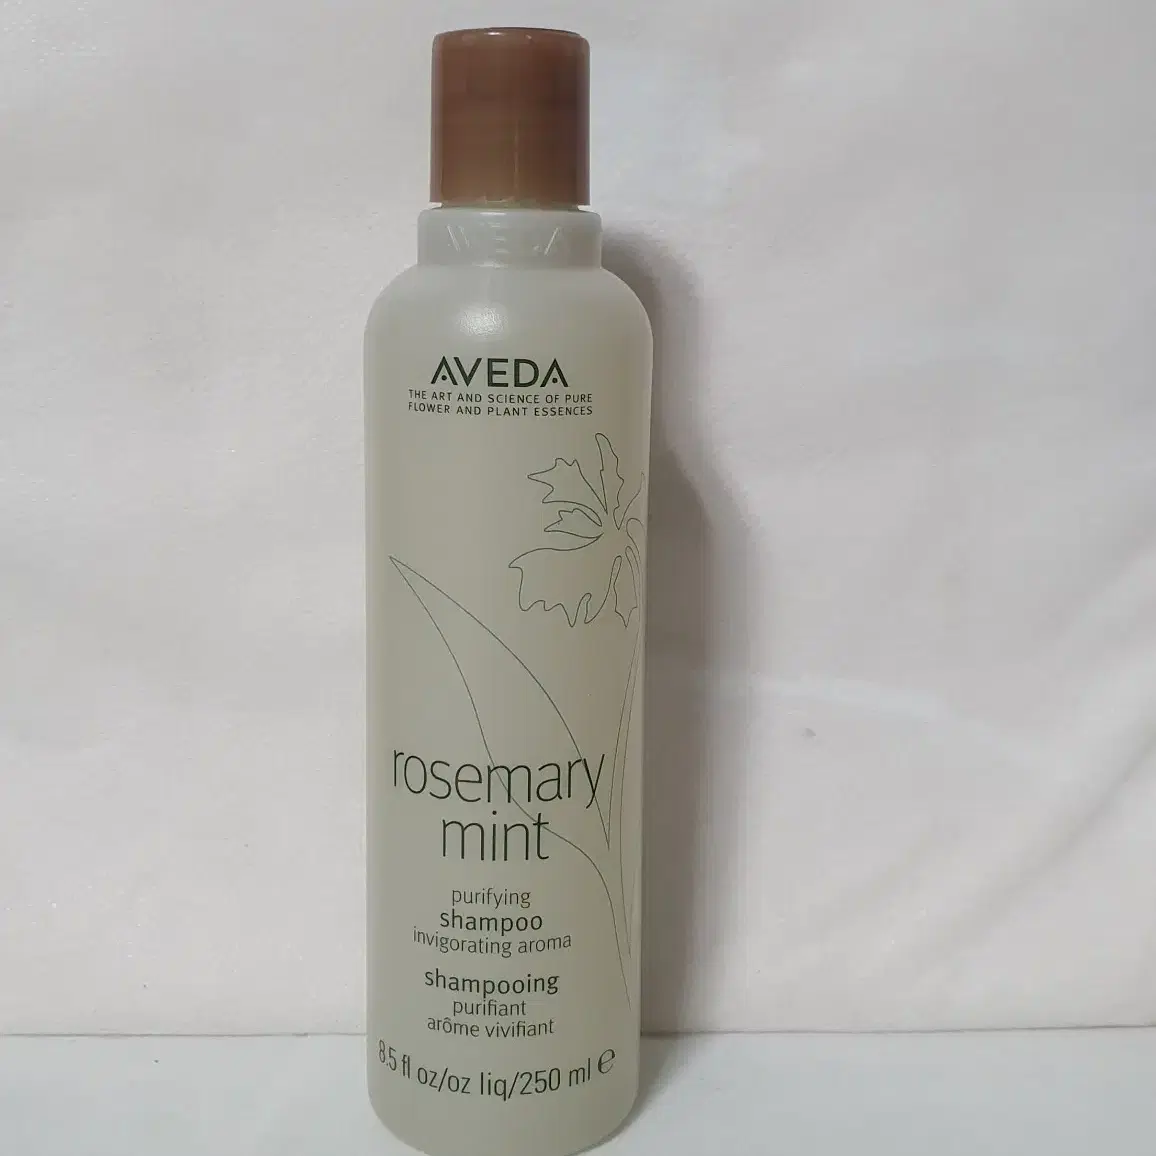 AVEDA
AVEDA
THE ART AND SCIENCE OF PURE
FLOWER AND PLANT ESSENCES
rosemary
mint
purifying
shampoo
invigorating aroma
shampooing
purifiant
arôme vivifiant
8.5 fl oz/oz liq/250 ml ℮